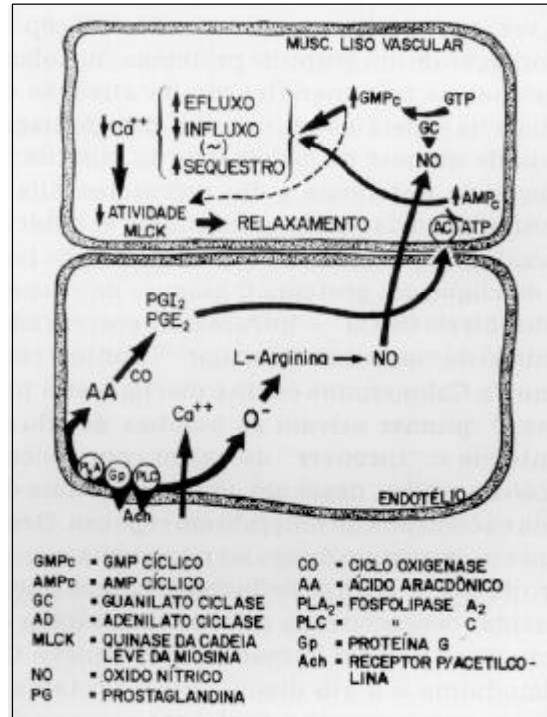 MUSC. LISO VASCULAR
↓Ca++
↑EFLUXO
↓INFLUXO
(~)
↑SEQUESTRO
↑GMPc
GTP
GC
NO
↑AMPc
AC
ATP
↓ATIVIDADE
MLCK
RELAXAMENTO
PGI2
PGE2
CO
AA
L-Arginina
NO
Ca++
O-
Gp
PLC
Ach
ENDOTÉLIO
GMPc = GMP CÍCLICO
AMPc = AMP CÍCLICO
GC = GUANILATO CICLASE
AD = ADENILATO CICLASE
MLCK = QUINASE DA CADEIA
LEVE DA MIOSINA
NO = OXIDO NÍTRICO
PG = PROSTAGLANDINA
CO = CICLO OXIGENASE
AA = ÁCIDO ARACDÔNICO
PLA2 = FOSFOLIPASE A2
PLC = " C
Gp = PROTEÍNA G
Ach = RECEPTOR P/ACETILCO-
LINA